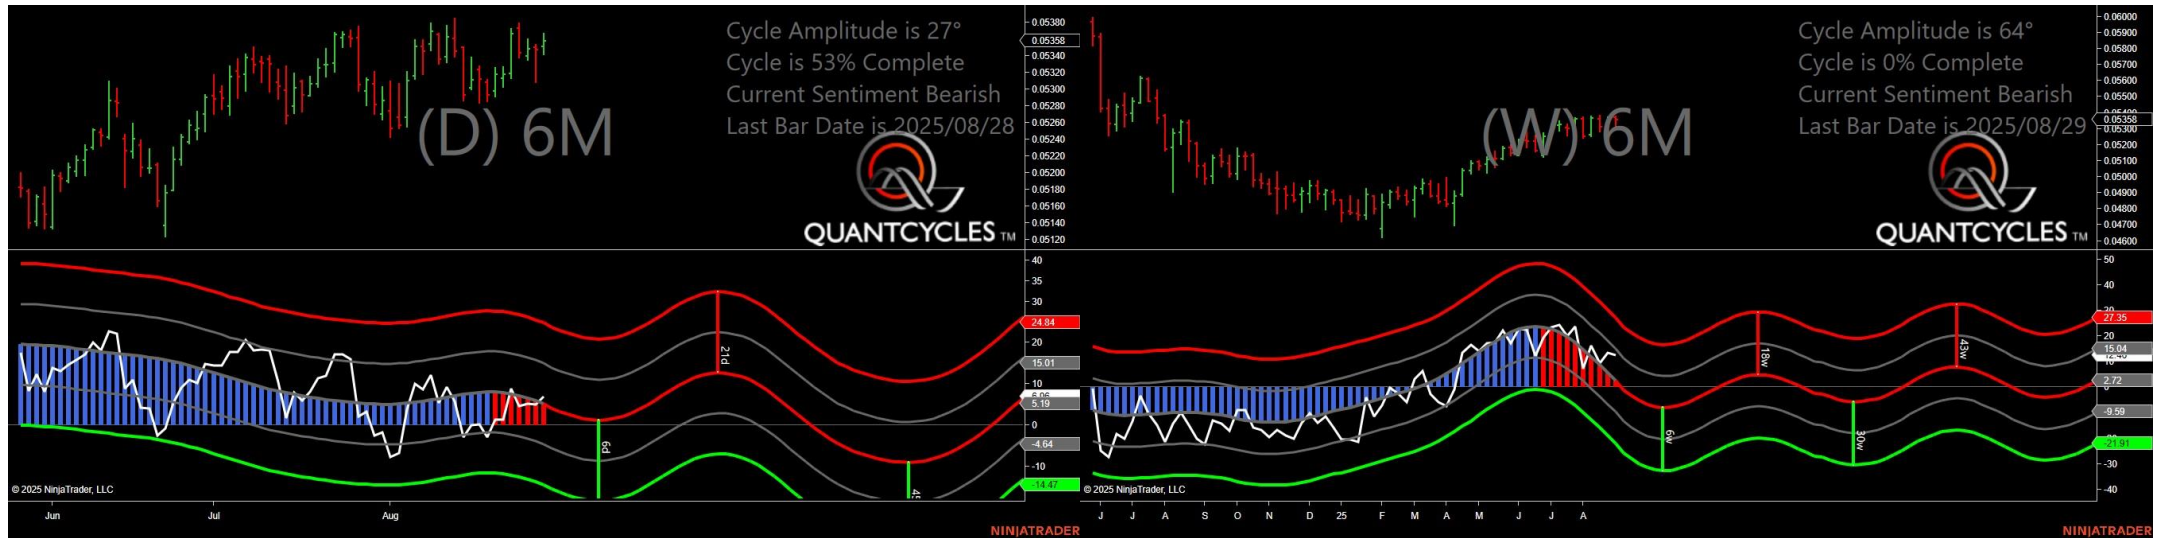 Cycle Amplitude is 27°
Cycle is 53% Complete
Current Sentiment Bearish
Last Bar Date is 2025/08/28
(D) 6M
QUANTCYCLES TM
0.05380
0.05358
0.05340
0.05320
0.05300
0.05280
0.05260
0.05240
0.05220
0.05200
0.05180
0.05160
0.05140
0.05120
40
35
30
24.84
20
15.01
10
5.19
0
-4.64
-10
-14.47
6d
21d
© 2025 NinjaTrader, LLC
Jun Jul Aug
NINJATRADER
Cycle Amplitude is 64°
Cycle is 0% Complete
Current Sentiment Bearish
Last Bar Date is 2025/08/29
(W) 6M
QUANTCYCLES TM
0.06000
0.05900
0.05800
0.05700
0.05600
0.05500
0.05358
0.05300
0.05200
0.05100
0.05000
0.04900
0.04800
0.04700
0.04600
50
40
27.35
20
15.04
2.72
-9.59
-21.91
-30
-40
6w
18w
30w
43w
© 2025 NinjaTrader, LLC
J J A S O N D 25 F M A M J J A
NINJATRADER